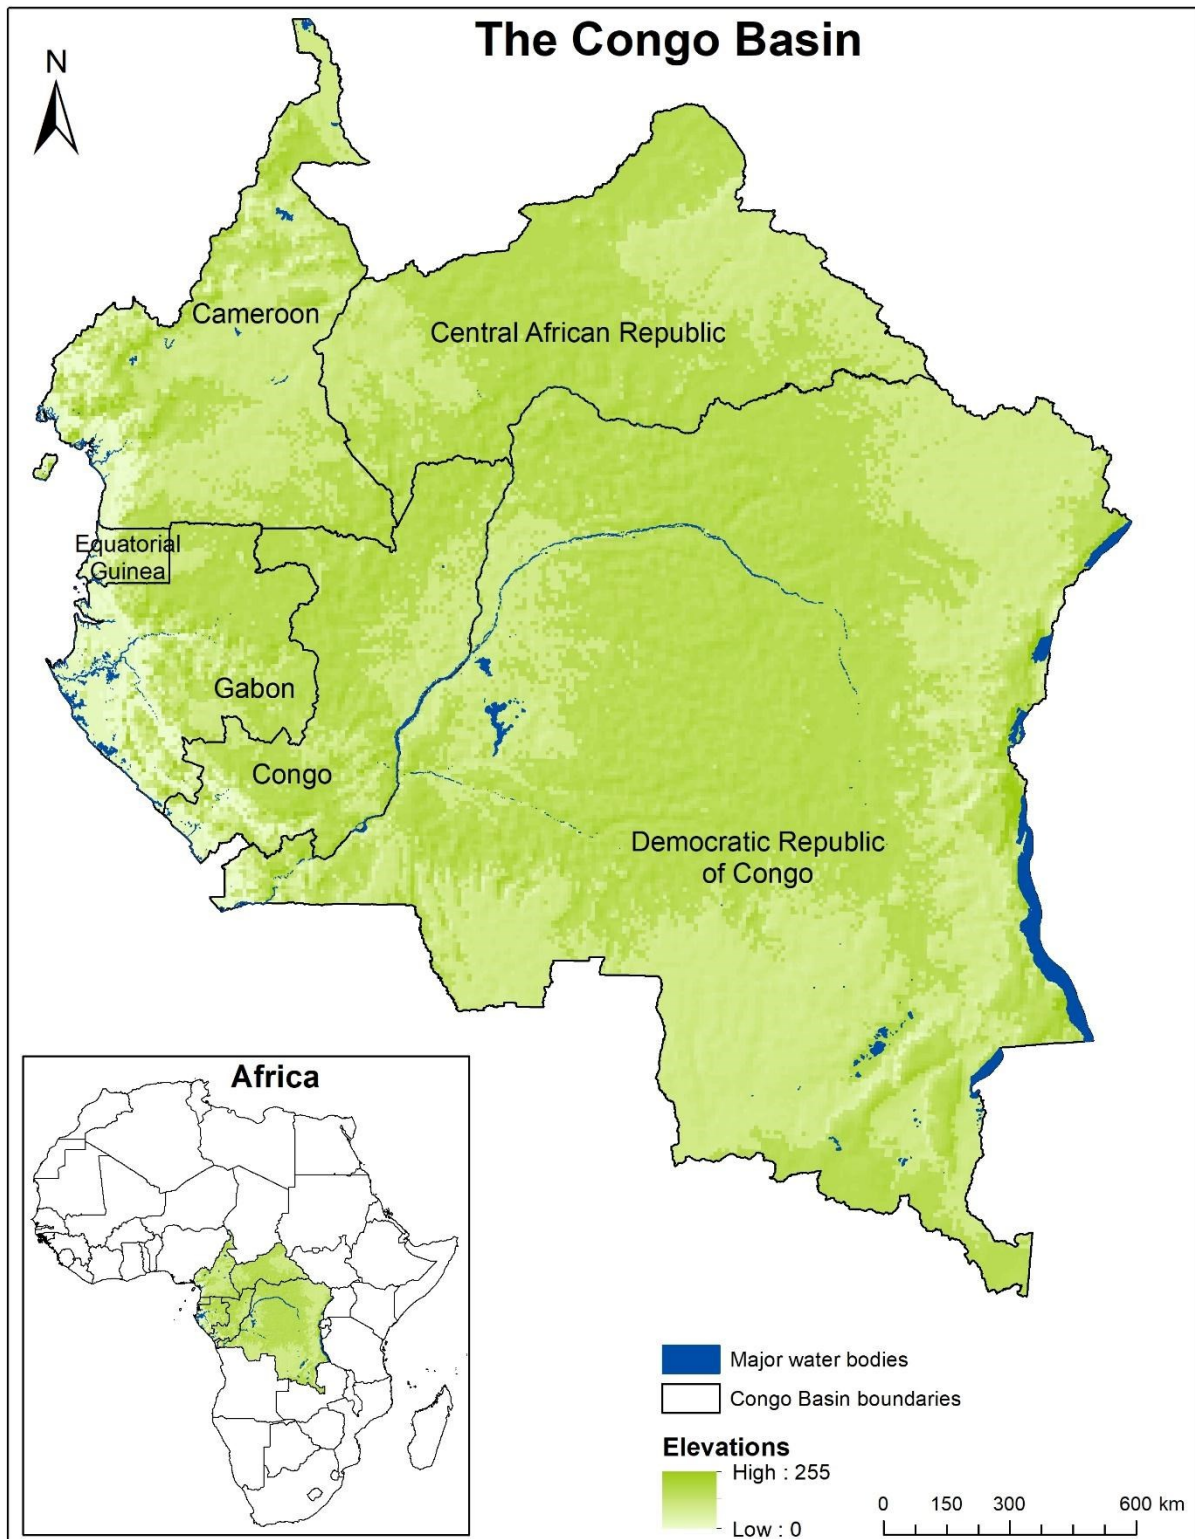 The Congo Basin
N
Cameroon
Central African Republic
Equatorial
Guinea
Gabon
Congo
Democratic Republic
of Congo
Africa
Major water bodies
Congo Basin boundaries
Elevations
High : 255
Low : 0
0 150 300 600 km